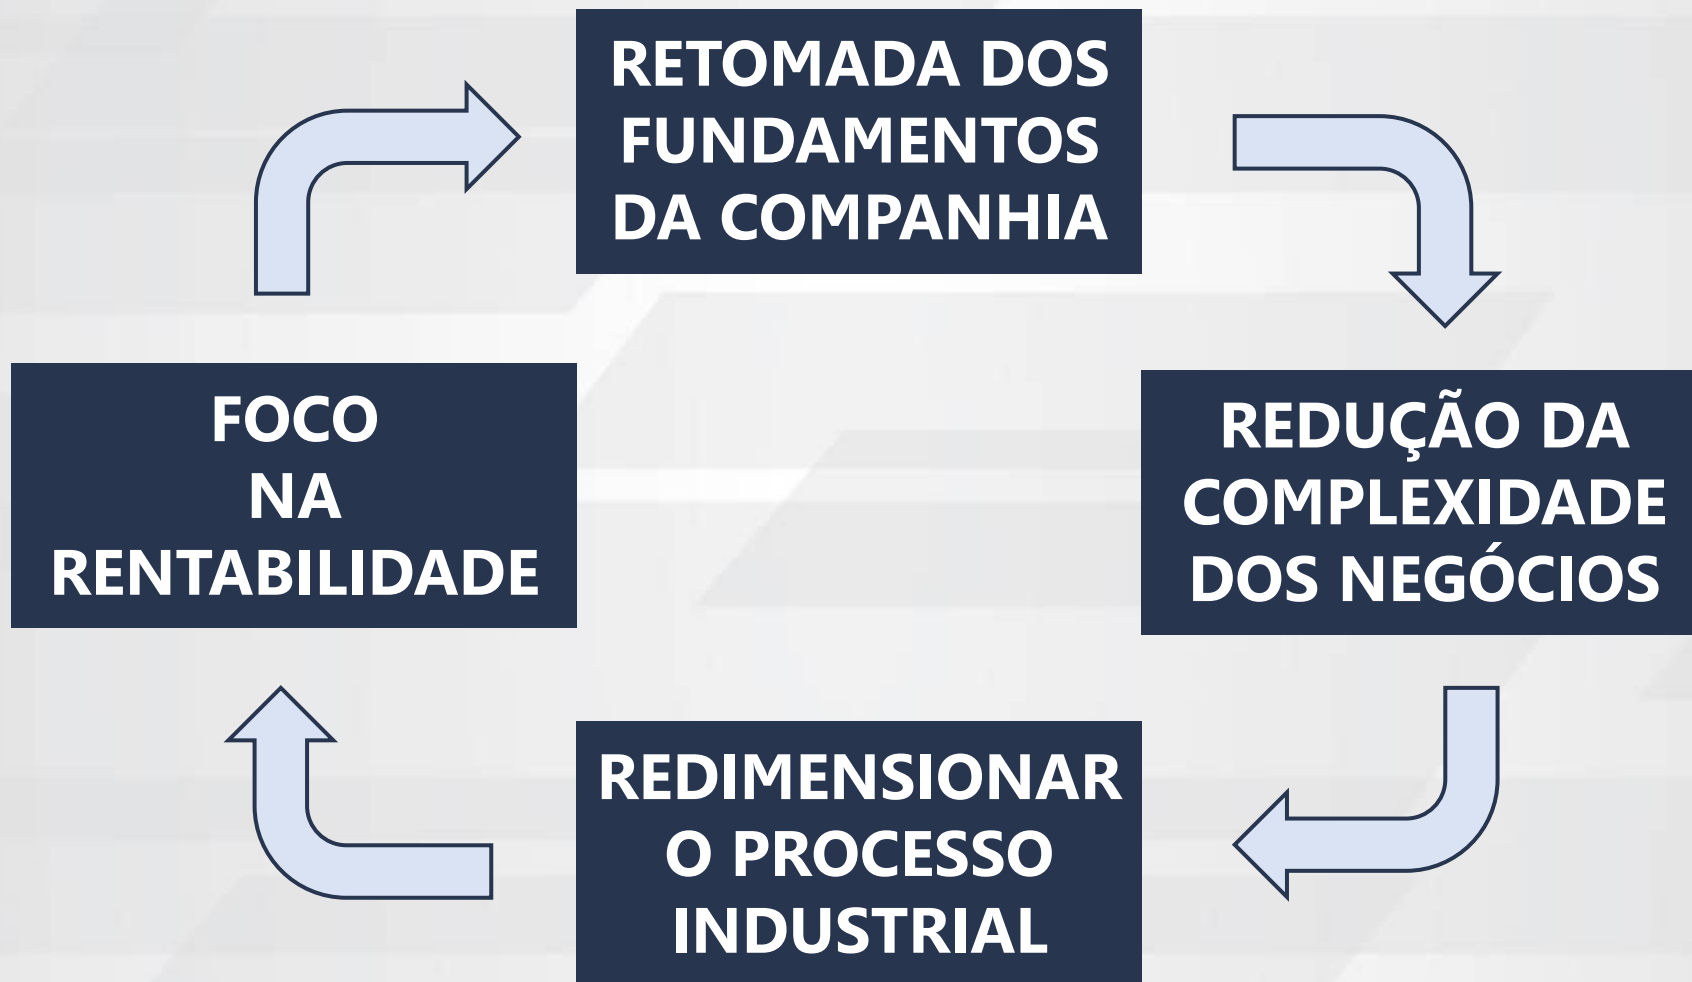 RETOMADA DOS
FUNDAMENTOS
DA COMPANHIA
FOCO
NA
RENTABILIDADE
REDUÇÃO DA
COMPLEXIDADE
DOS NEGÓCIOS
REDIMENSIONAR
O PROCESSO
INDUSTRIAL